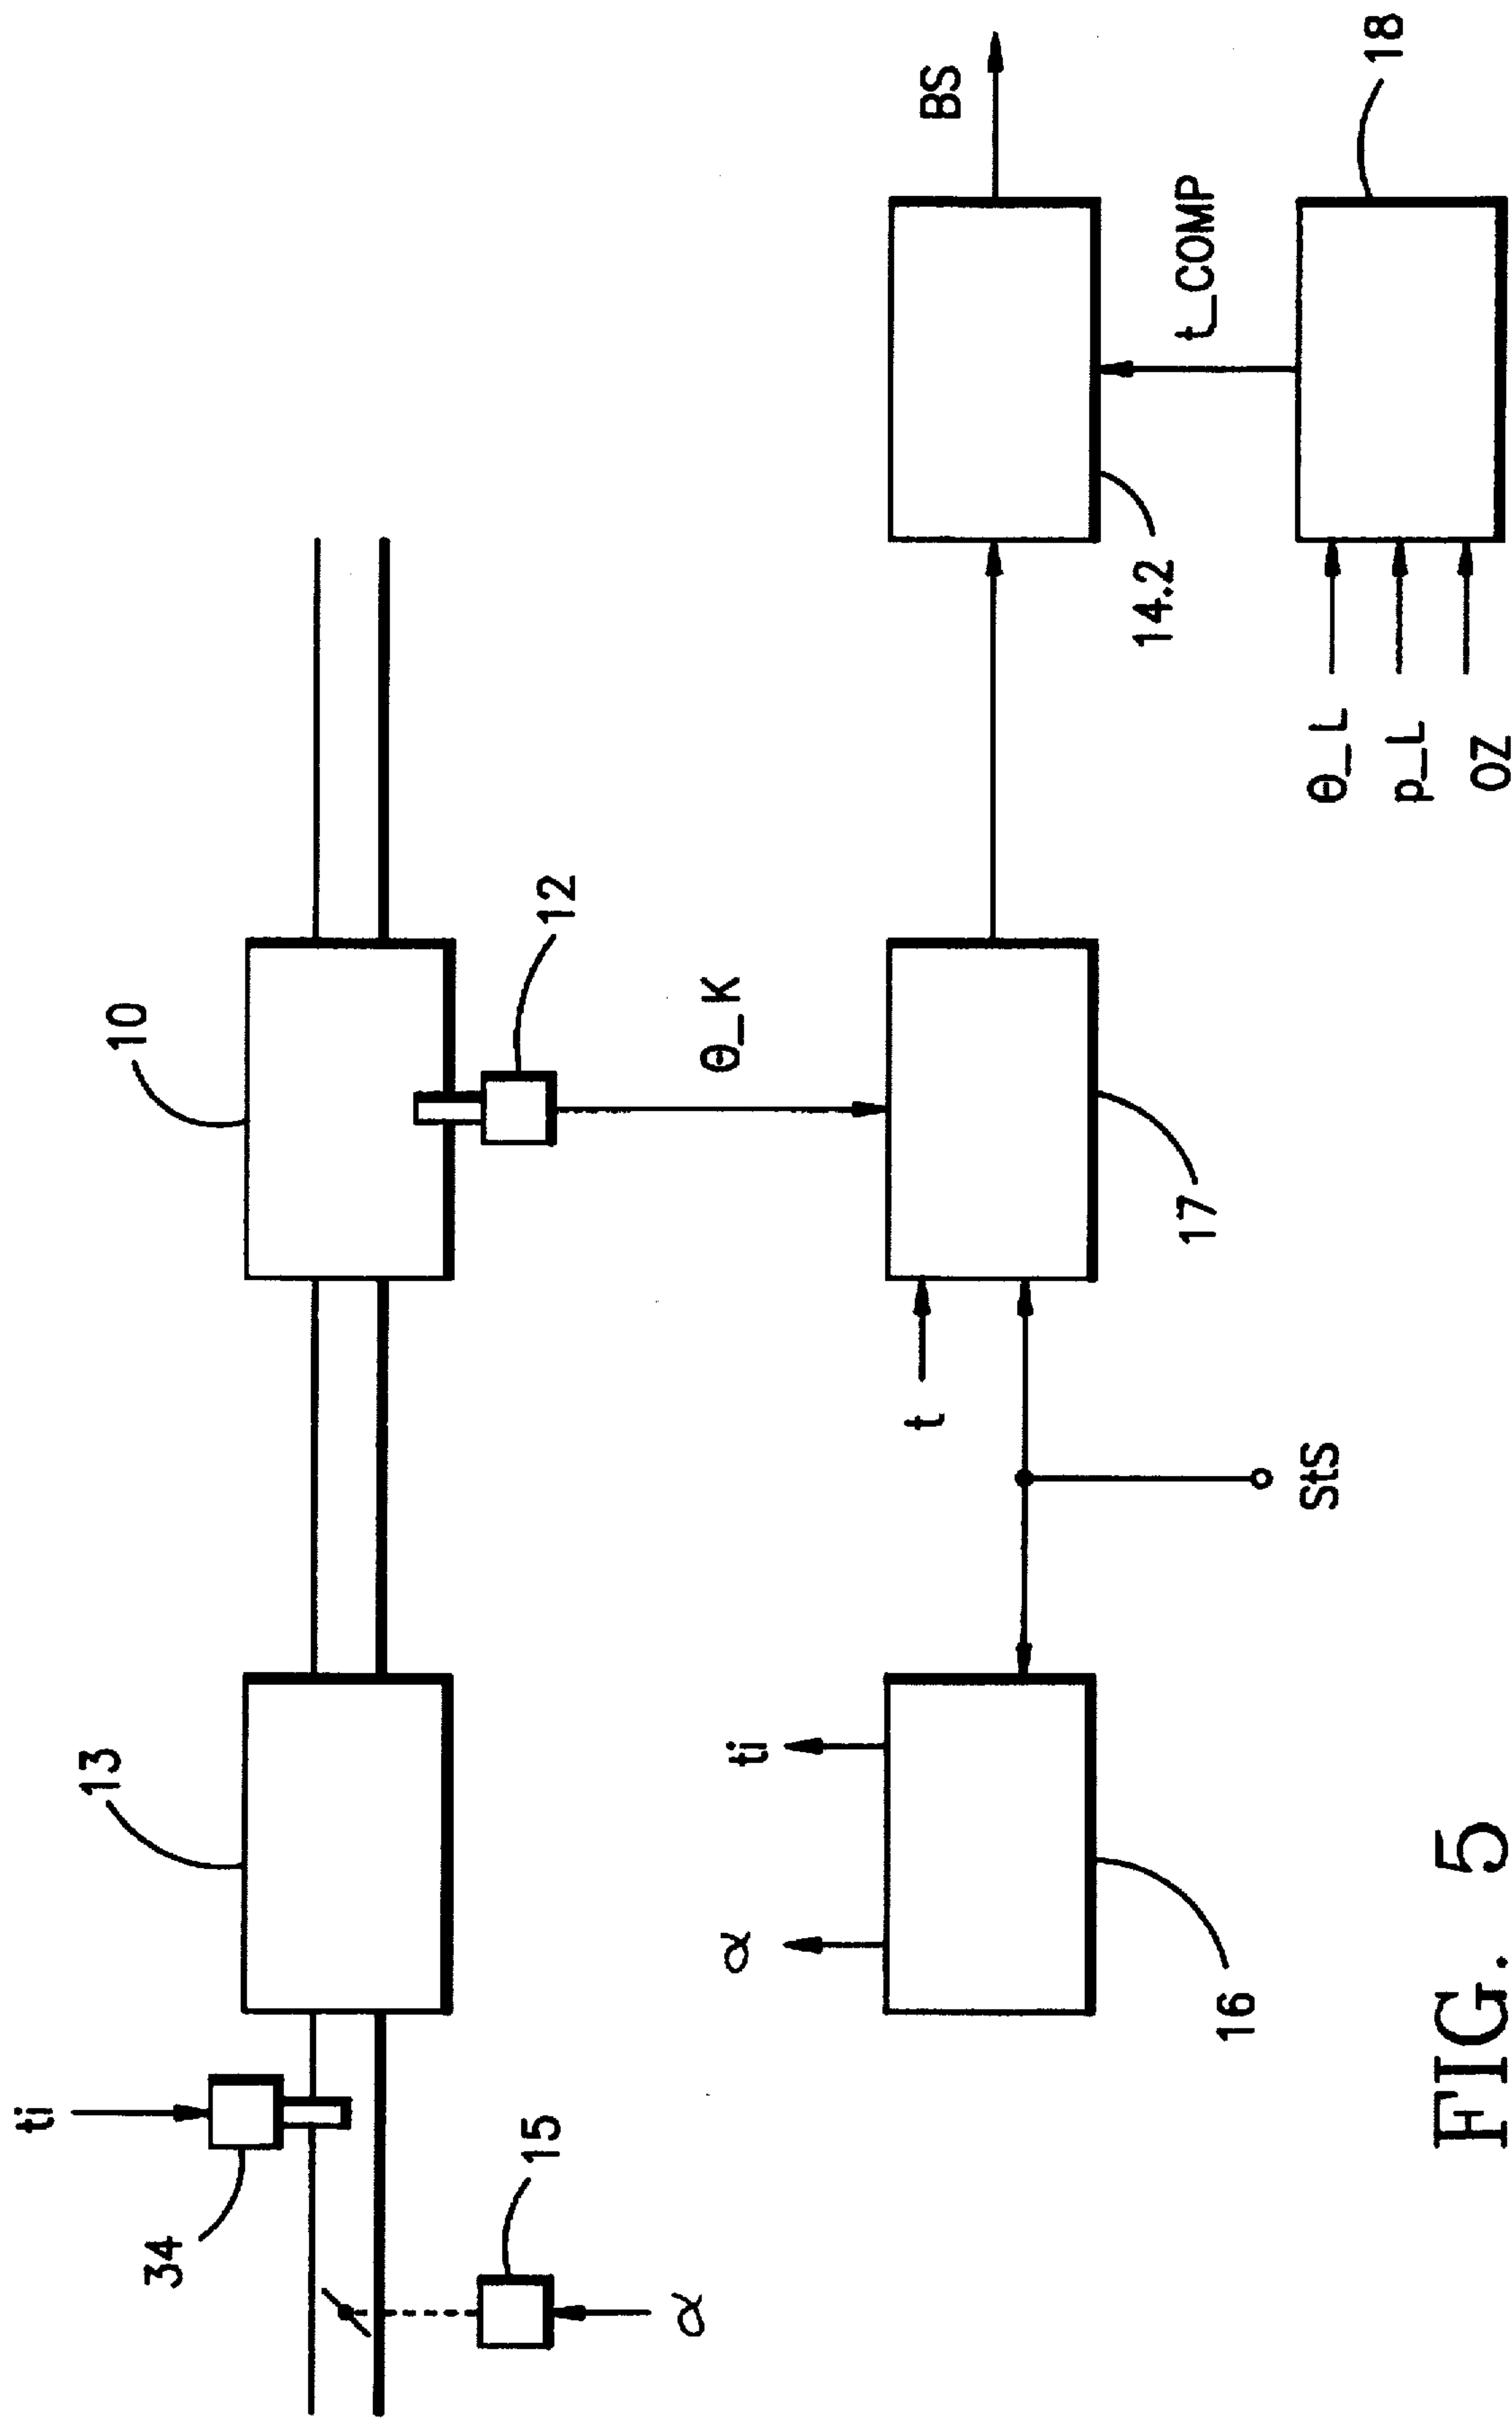 ti
34
13
10
15
α
12
θ_K
α
ti
t
BS
16
StS
17
14.2
t_COMP
θ_L
p_L
OZ
18
FIG. 5